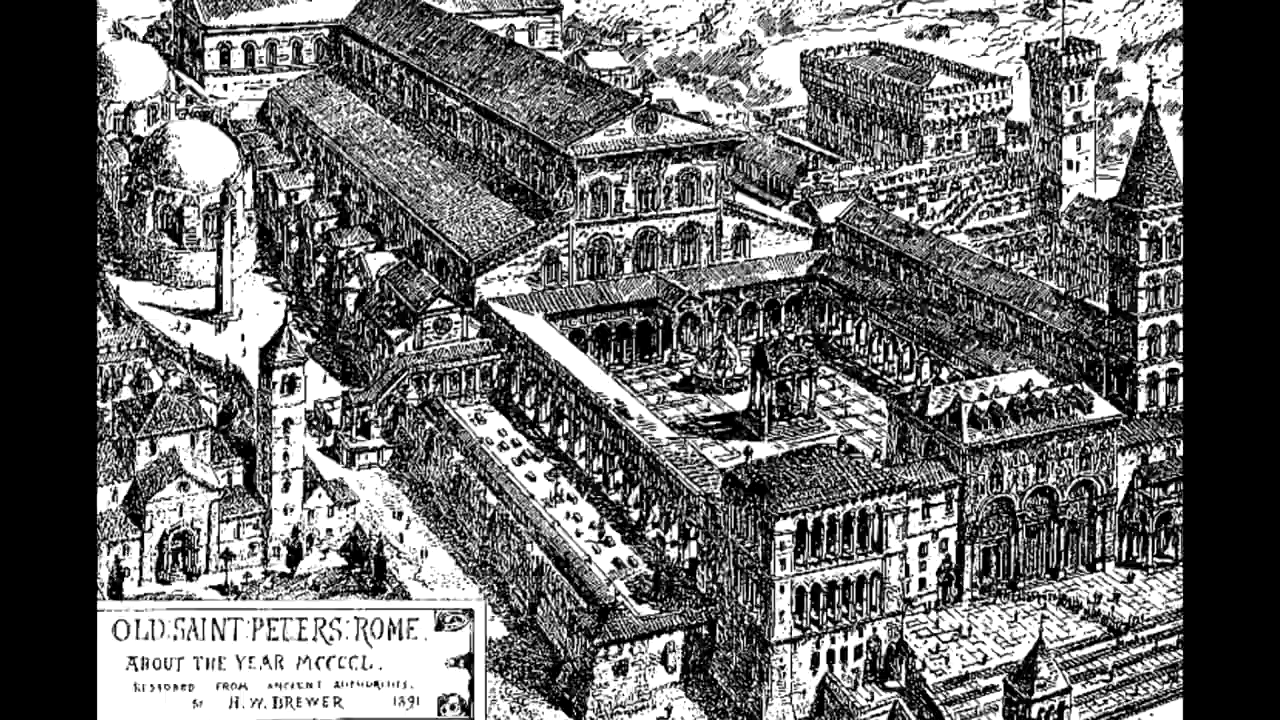 OLD:SAINT:PETERS:ROME.
ABOUT THE YEAR MCCCCL.
RESTORED FROM ANCIENT AUTHORITIES.
BY H.W.BREWER 1891